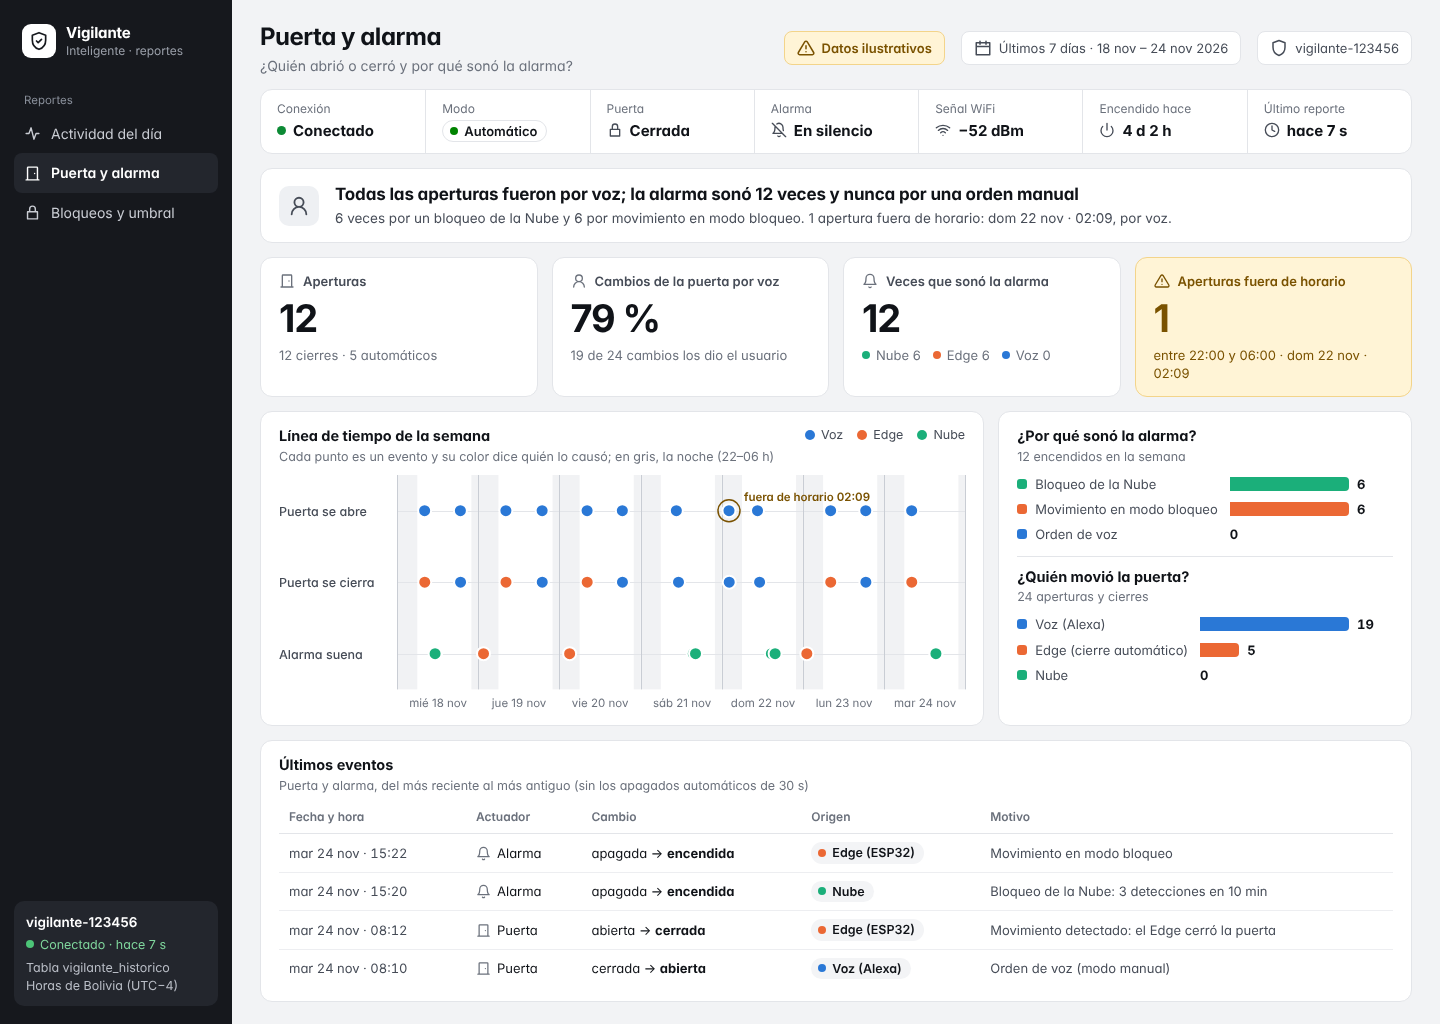 Vigilante
Inteligente · reportes
Reportes
Actividad del día
Puerta y alarma
Bloqueos y umbral
vigilante-123456
Conectado · hace 7 s
Tabla vigilante_historico
Horas de Bolivia (UTC−4)
Puerta y alarma
¿Quién abrió o cerró y por qué sonó la alarma?
Datos ilustrativos
Últimos 7 días · 18 nov – 24 nov 2026
vigilante-123456
Conexión
Conectado
Modo
Automático
Puerta
Cerrada
Alarma
En silencio
Señal WiFi
−52 dBm
Encendido hace
4 d 2 h
Último reporte
hace 7 s
Todas las aperturas fueron por voz; la alarma sonó 12 veces y nunca por una orden manual
6 veces por un bloqueo de la Nube y 6 por movimiento en modo bloqueo. 1 apertura fuera de horario: dom 22 nov · 02:09, por voz.
Aperturas
12
12 cierres · 5 automáticos
Cambios de la puerta por voz
79 %
19 de 24 cambios los dio el usuario
Veces que sonó la alarma
12
Nube 6 Edge 6 Voz 0
Aperturas fuera de horario
1
entre 22:00 y 06:00 · dom 22 nov ·
02:09
Línea de tiempo de la semana
Voz Edge Nube
Cada punto es un evento y su color dice quién lo causó; en gris, la noche (22–06 h)
fuera de horario 02:09
Puerta se abre
Puerta se cierra
Alarma suena
mié 18 nov jue 19 nov vie 20 nov sáb 21 nov dom 22 nov lun 23 nov mar 24 nov
¿Por qué sonó la alarma?
12 encendidos en la semana
Bloqueo de la Nube 6
Movimiento en modo bloqueo 6
Orden de voz 0
¿Quién movió la puerta?
24 aperturas y cierres
Voz (Alexa) 19
Edge (cierre automático) 5
Nube 0
Últimos eventos
Puerta y alarma, del más reciente al más antiguo (sin los apagados automáticos de 30 s)
Fecha y hora Actuador Cambio Origen Motivo
mar 24 nov · 15:22 Alarma apagada → encendida Edge (ESP32) Movimiento en modo bloqueo
mar 24 nov · 15:20 Alarma apagada → encendida Nube Bloqueo de la Nube: 3 detecciones en 10 min
mar 24 nov · 08:12 Puerta abierta → cerrada Edge (ESP32) Movimiento detectado: el Edge cerró la puerta
mar 24 nov · 08:10 Puerta cerrada → abierta Voz (Alexa) Orden de voz (modo manual)